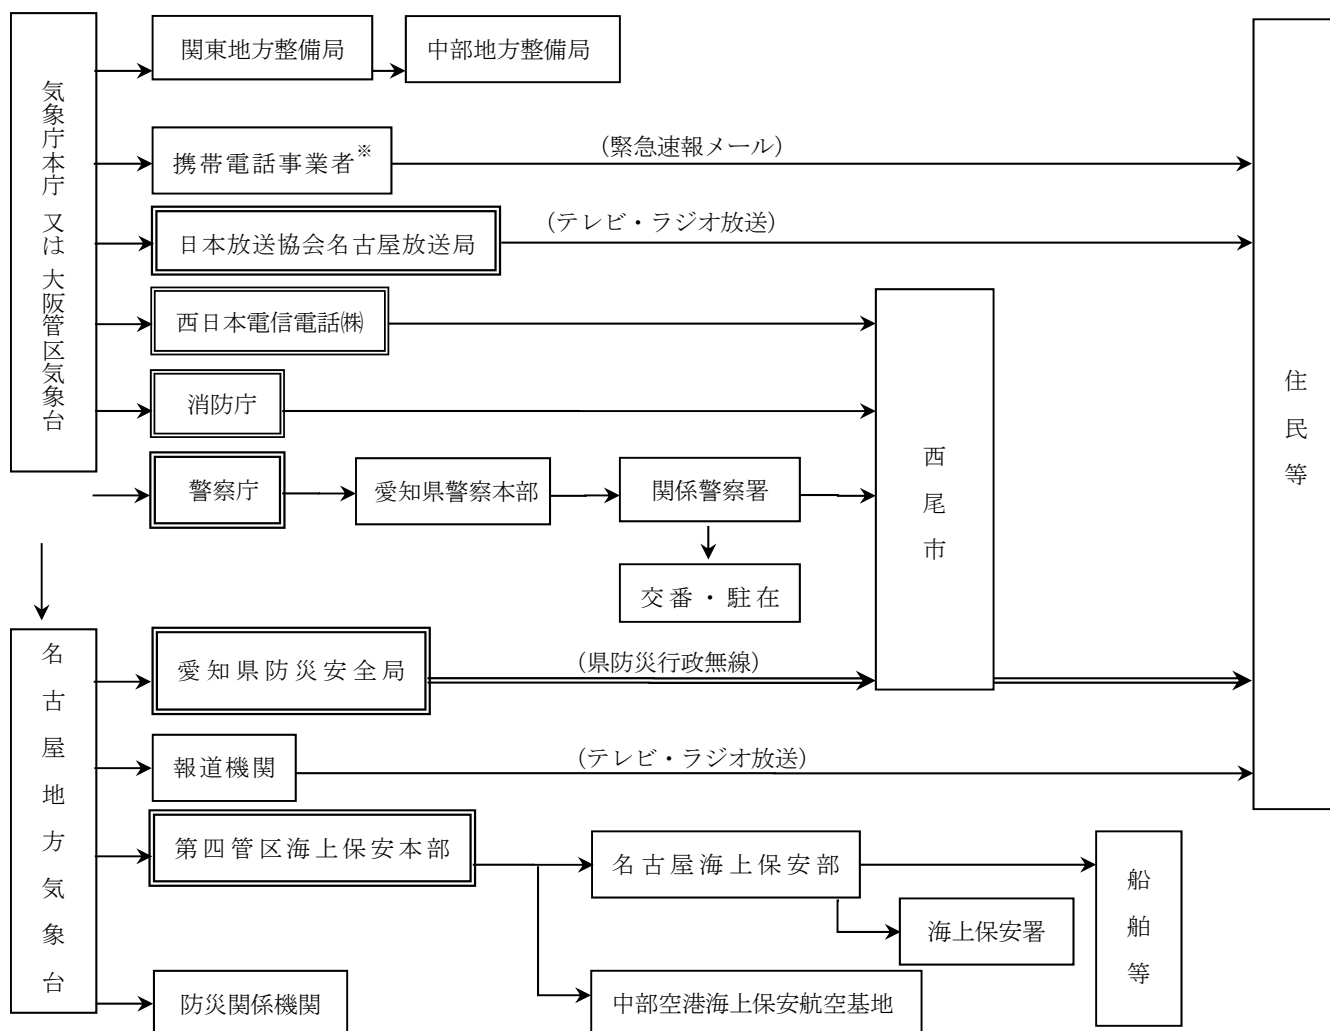 気象庁本庁又は大阪管区気象台
関東地方整備局
中部地方整備局
携帯電話事業者※
(緊急速報メール)
日本放送協会名古屋放送局
(テレビ・ラジオ放送)
西日本電信電話㈱
消防庁
警察庁
愛知県警察本部
関係警察署
交番・駐在
西尾市
住民等
名古屋地方気象台
愛知県防災安全局
(県防災行政無線)
報道機関
(テレビ・ラジオ放送)
第四管区海上保安本部
名古屋海上保安部
海上保安署
船舶等
中部空港海上保安航空基地
防災関係機関